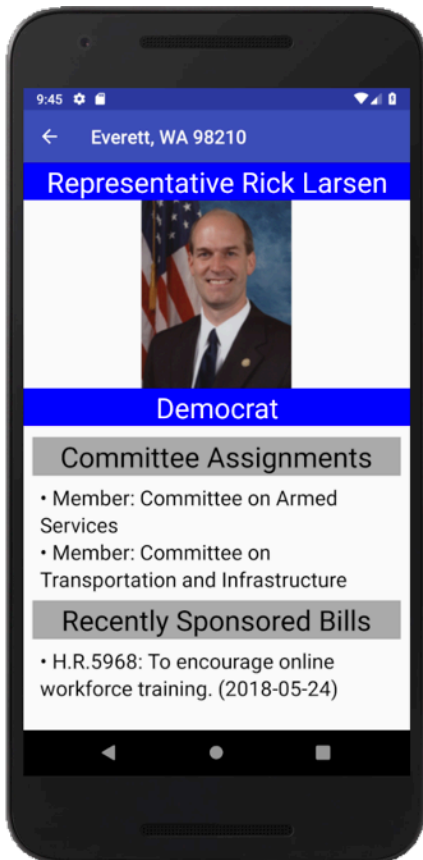 9:45
Everett, WA 98210
Representative Rick Larsen
Democrat
Committee Assignments
• Member: Committee on Armed
Services
• Member: Committee on
Transportation and Infrastructure
Recently Sponsored Bills
• H.R.5968: To encourage online
workforce training. (2018-05-24)